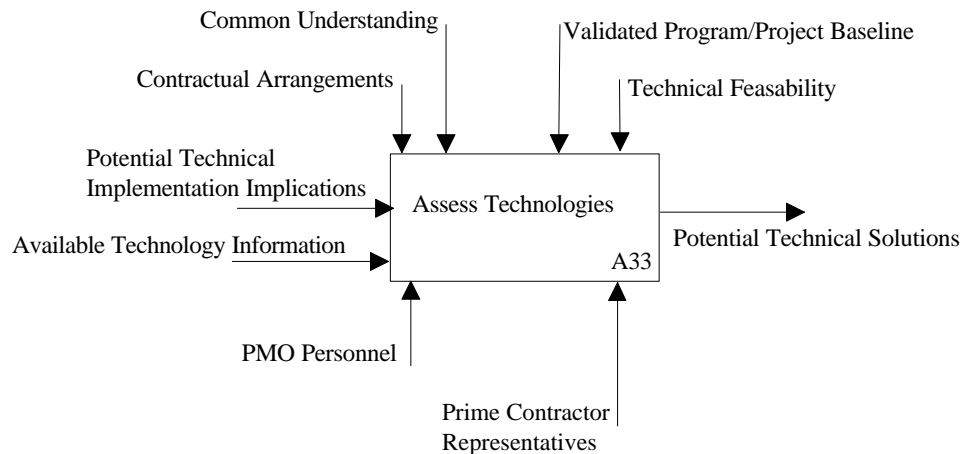 Common Understanding
Validated Program/Project Baseline
Contractual Arrangements
Technical Feasability
Potential Technical
Implementation Implications
Assess Technologies
Available Technology Information
Potential Technical Solutions
A33
PMO Personnel
Prime Contractor
Representatives